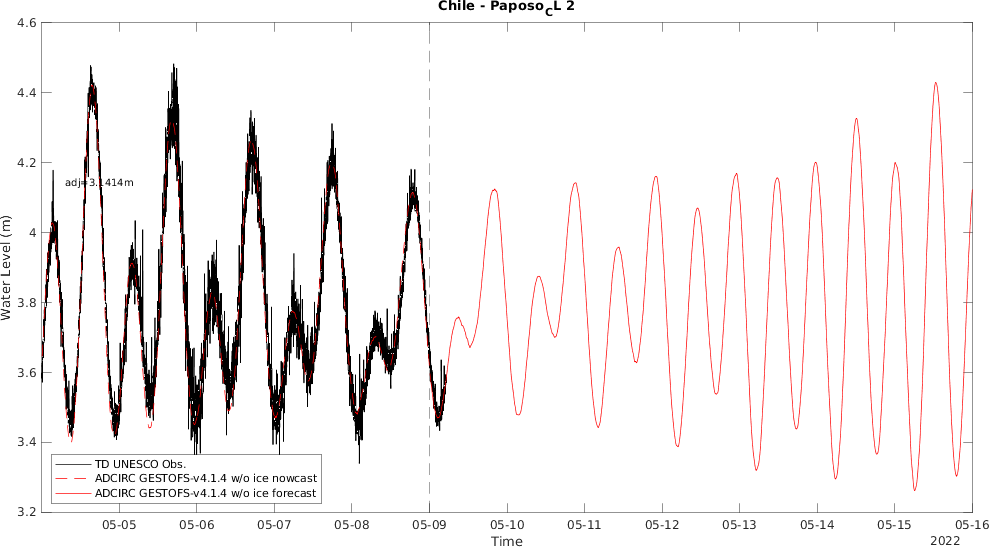 Chile - Paposo_CL 2
4.6
4.4
4.2
4
3.8
3.6
3.4
3.2
Water Level (m)
adj=3.1414m
TD UNESCO Obs.
ADCIRC GESTOFS-v4.1.4 w/o ice nowcast
ADCIRC GESTOFS-v4.1.4 w/o ice forecast
05-05 05-06 05-07 05-08 05-09 05-10 05-11 05-12 05-13 05-14 05-15 05-16
Time
2022